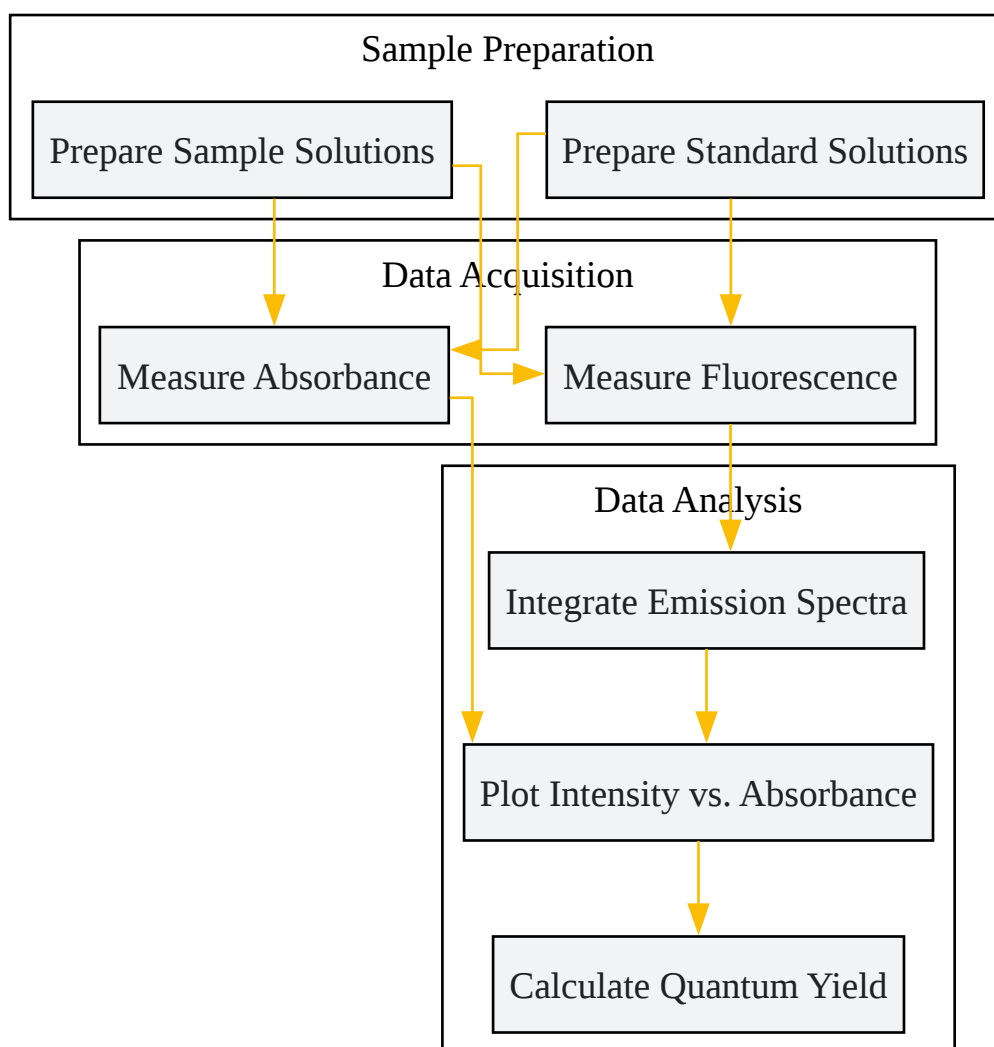 Sample Preparation
Prepare Sample Solutions
Prepare Standard Solutions
Data Acquisition
Measure Absorbance
Measure Fluorescence
Data Analysis
Integrate Emission Spectra
Plot Intensity vs. Absorbance
Calculate Quantum Yield